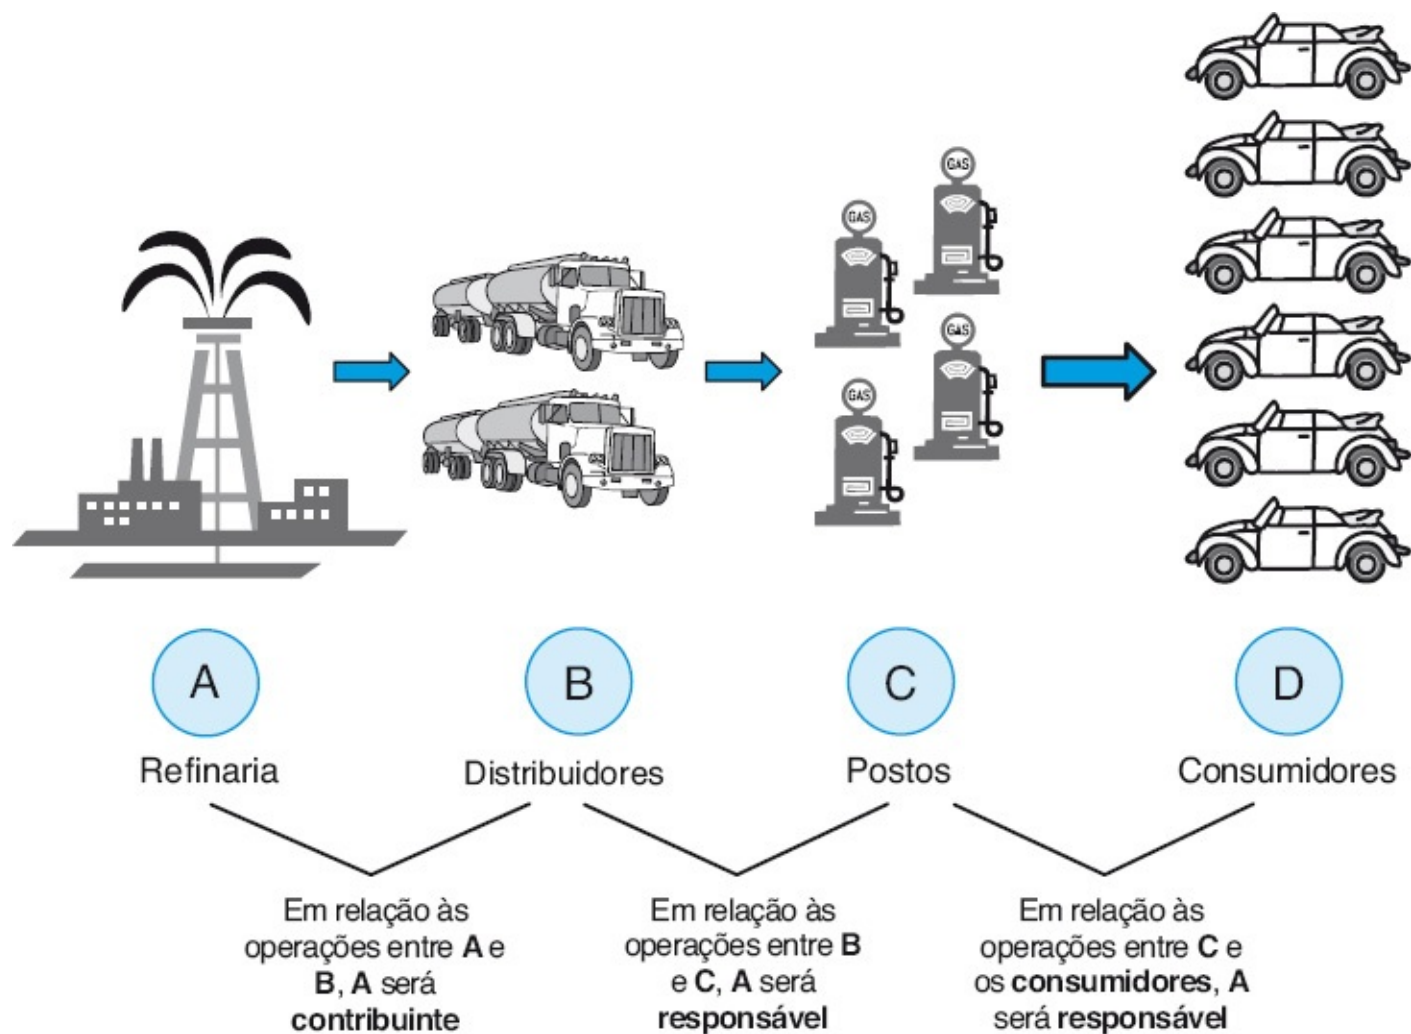 GAS
GAS
GAS
GAS
A
B
C
D
Refinaria
Distribuidores
Postos
Consumidores
Em relação às
operações entre A e
B, A será
contribuinte
Em relação às
operações entre B
e C, A será
responsável
Em relação às
operações entre C e
os consumidores, A
será responsável